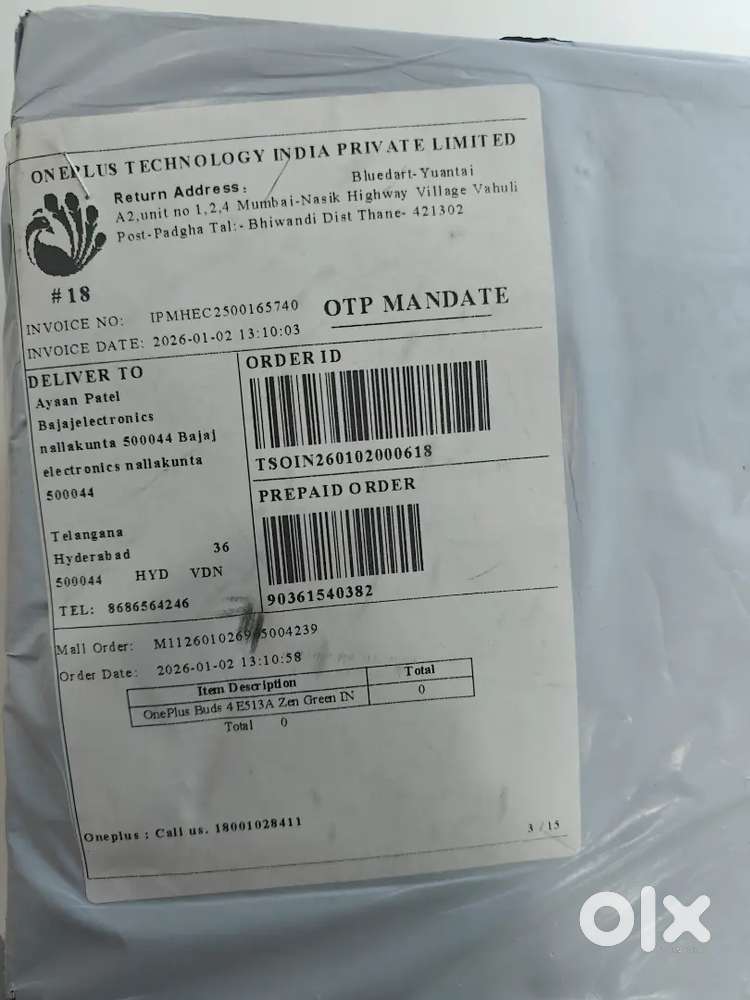 ONEPLUS TECHNOLOGY INDIA PRIVATE LIMITED
Return Address: Bluedart-Yuantai
A2,unit no 1,2,4 Mumbai-Nasik Highway Village Vahuli
Post-Padgha Tal:- Bhiwandi Dist Thane- 421302
#18
INVOICE NO: IPMHEC2500165740
OTP MANDATE
INVOICE DATE: 2026-01-02 13:10:03
DELIVER TO
Ayaan Patel
Bajajelectronics
nallakunta 500044 Bajaj
electronics nallakunta
500044
Telangana
Hyderabad 36
500044 HYD VDN
TEL: 8686564246
ORDER ID
TSOIN260102000618
PREPAID ORDER
90361540382
Mall Order:
Order Date: 2026-01-02 13:10:58
Item Description Total
OnePlus Buds 4 E513A Zen Green IN 0
Total 0
Oneplus : Call us. 18001028411
3 / 15
olx